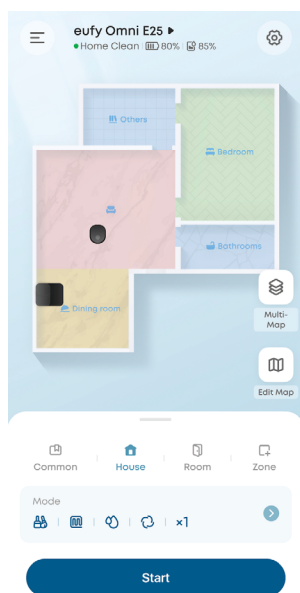 eufy Omni E25 ▶
Home Clean 80% 85%
Others
Bedroom
Bathrooms
Dining room
Multi-
Map
Edit Map
Common
House
Room
Zone
Mode
×1
Start